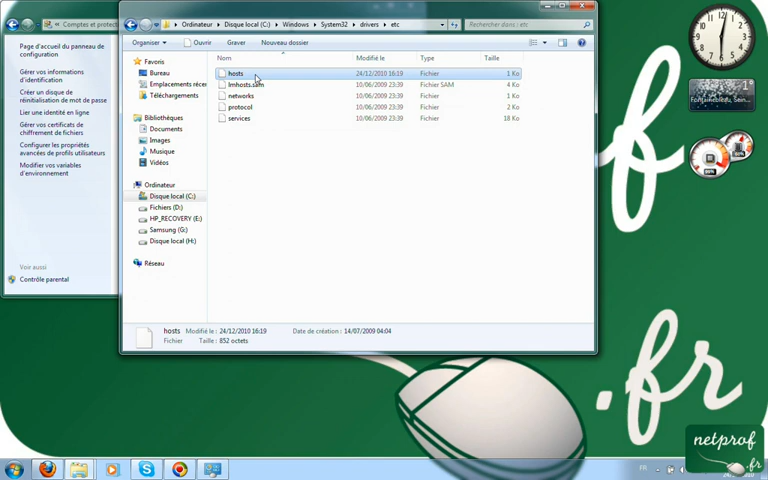 Comptes et protect
Page d'accueil du panneau de
configuration
Gérer vos informations
d'identification
Créer un disque de
réinitialisation de mot de passe
Lier une identité en ligne
Gérer vos certificats de
chiffrement de fichiers
Configurer les propriétés
avancées de profils utilisateurs
Modifier vos variables
d'environnement
Voir aussi
Contrôle parental
Ordinateur Disque local (C:) Windows System32 drivers etc
Rechercher dans : etc
Organiser Ouvrir Graver Nouveau dossier
Favoris
Bureau
Emplacements récen
Téléchargements
Bibliothèques
Documents
Images
Musique
Vidéos
Ordinateur
Disque local (C:)
Fichiers (D:)
HP_RECOVERY (E:)
Samsung (G:)
Disque local (H:)
Réseau
Nom Modifié le Type Taille
hosts 24/12/2010 16:19 Fichier 1 Ko
lmhosts.sam 10/06/2009 23:39 Fichier SAM 4 Ko
networks 10/06/2009 23:39 Fichier 1 Ko
protocol 10/06/2009 23:39 Fichier 2 Ko
services 10/06/2009 23:39 Fichier 18 Ko
hosts Modifié le : 24/12/2010 16:19 Date de création : 14/07/2009 04:04
Fichier Taille : 852 octets
1°
Fontainebleau, Sein...
f
.fr
netprof
.fr
FR